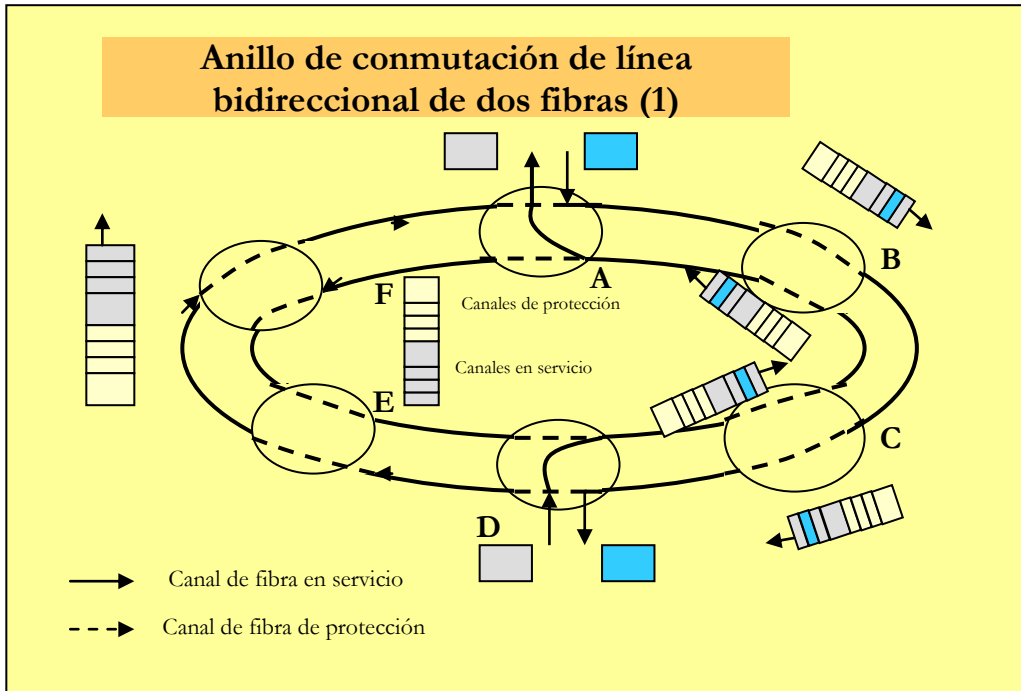 Anillo de conmutación de línea
bidireccional de dos fibras (1)
B
A
F
Canales de protección
Canales en servicio
E
C
D
Canal de fibra en servicio
Canal de fibra de protección